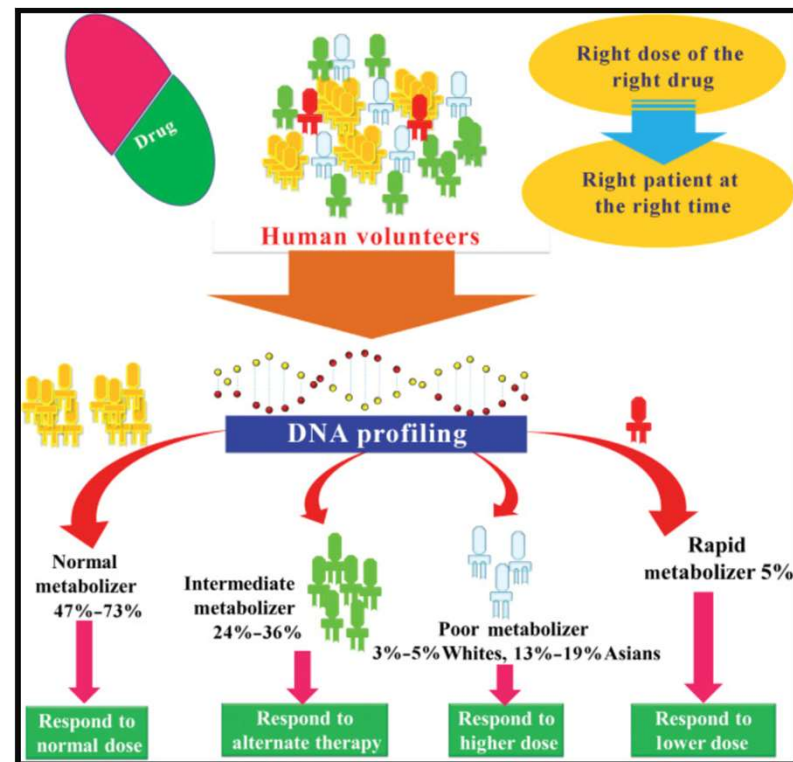 Drug
Right dose of the
right drug
Right patient at
the right time
Human volunteers
DNA profiling
Normal
metabolizer
47%–73%
Intermediate
metabolizer
24%–36%
Poor metabolizer
3%–5% Whites, 13%–19% Asians
Rapid
metabolizer 5%
Respond to
normal dose
Respond to
alternate therapy
Respond to
higher dose
Respond to
lower dose